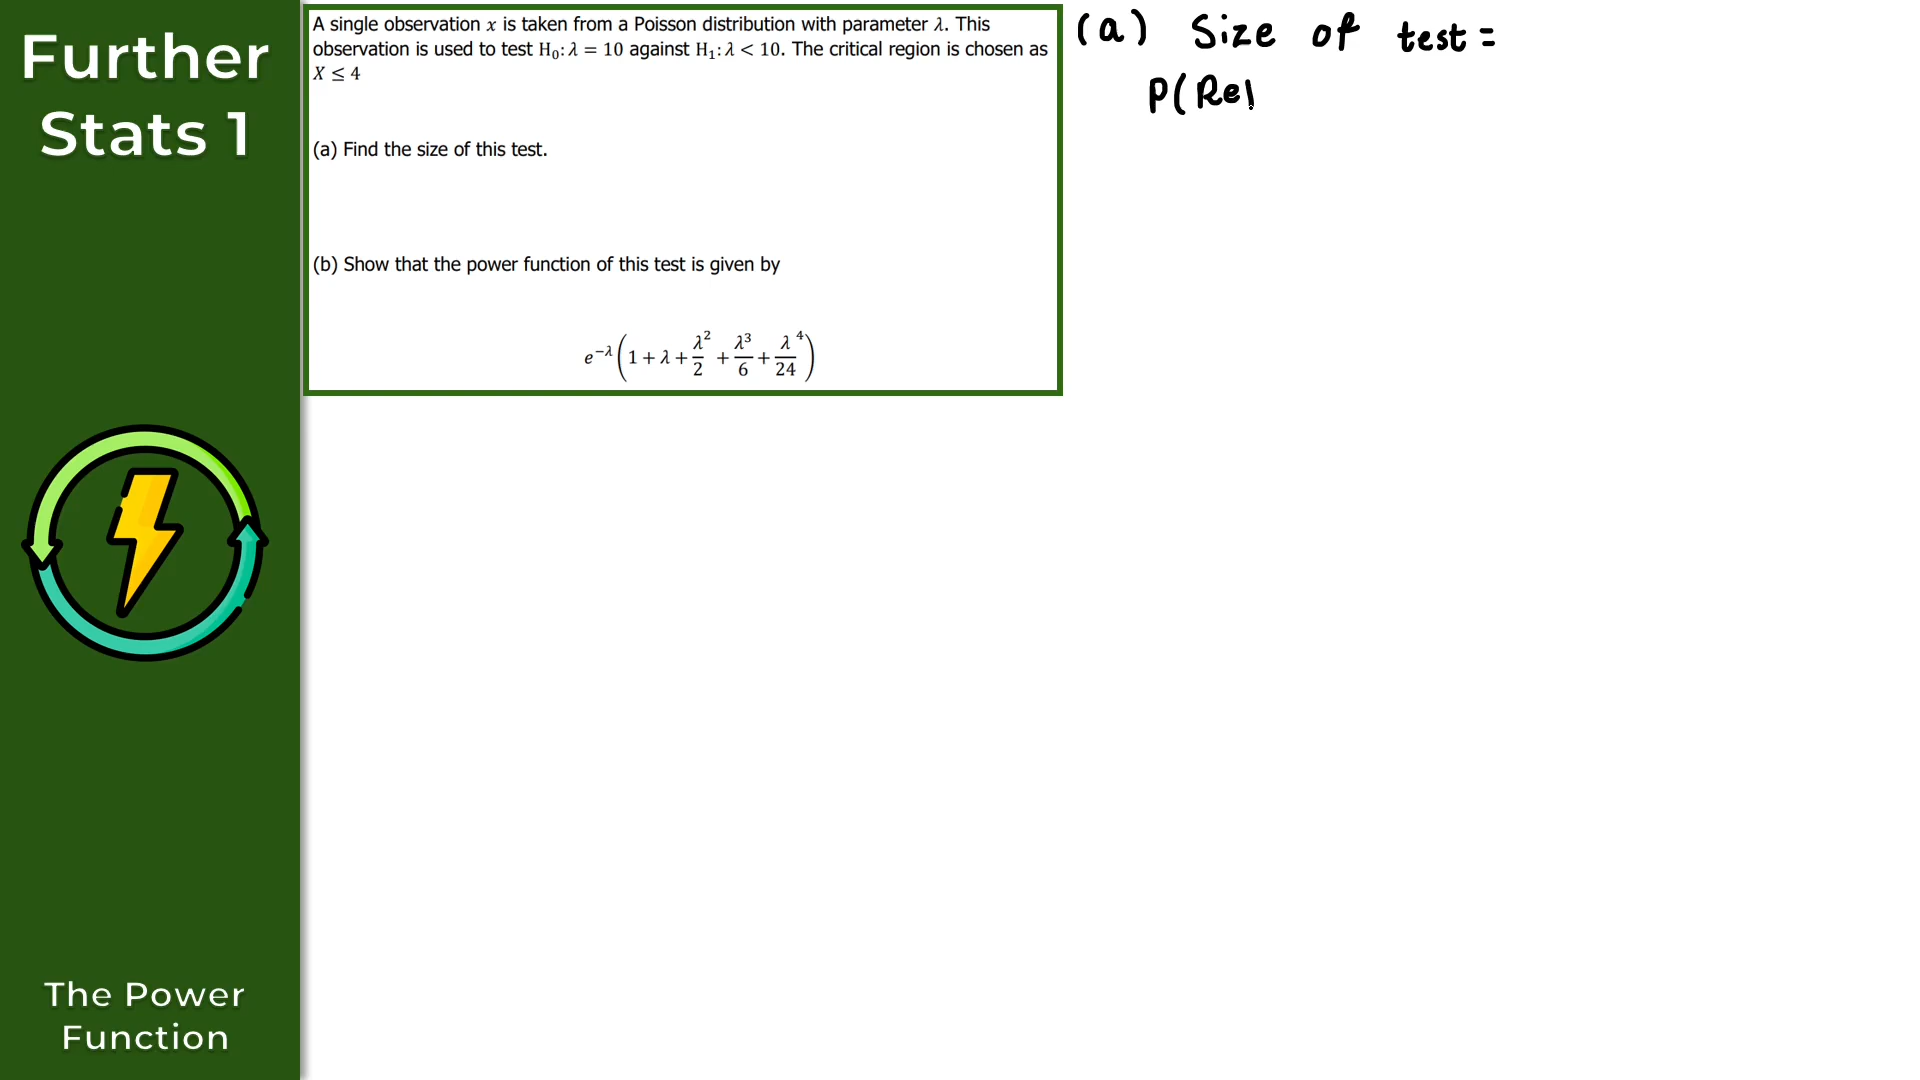 Further
Stats 1
A single observation x is taken from a Poisson distribution with parameter λ. This
observation is used to test H₀: λ = 10 against H₁: λ < 10. The critical region is chosen as
X ≤ 4
(a) Find the size of this test.
(b) Show that the power function of this test is given by
e^{-λ}(1 + λ + λ²/2 + λ³/6 + λ⁴/24)
(a) Size of test =
P(Re
The Power
Function